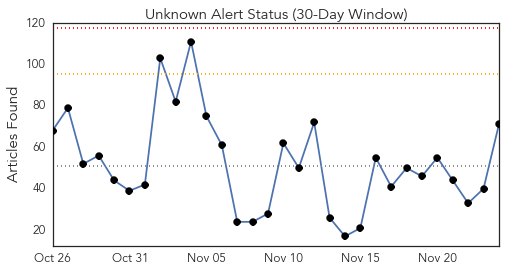 Unknown Alert Status (30-Day Window)
Articles Found
120
100
80
60
40
20
Oct 26 Oct 31 Nov 05 Nov 10 Nov 15 Nov 20